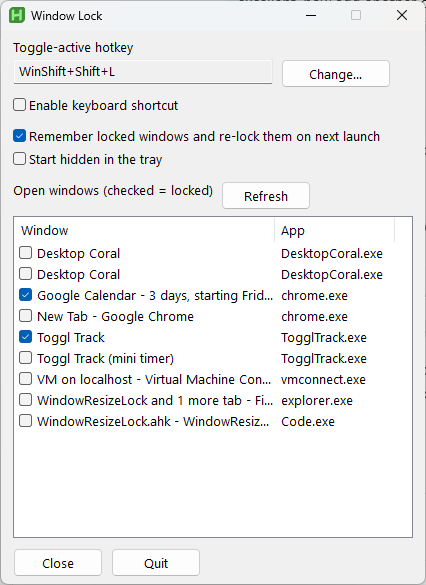 Window Lock
Toggle-active hotkey
WinShift+Shift+L
Change...
Enable keyboard shortcut
Remember locked windows and re-lock them on next launch
Start hidden in the tray
Open windows (checked = locked)
Refresh
Window App
Desktop Coral DesktopCoral.exe
Desktop Coral DesktopCoral.exe
Google Calendar - 3 days, starting Frid... chrome.exe
New Tab - Google Chrome chrome.exe
Toggl Track TogglTrack.exe
Toggl Track (mini timer) TogglTrack.exe
VM on localhost - Virtual Machine Con... vmconnect.exe
WindowResizeLock and 1 more tab - Fi... explorer.exe
WindowResizeLock.ahk - WindowResiz... Code.exe
Close Quit